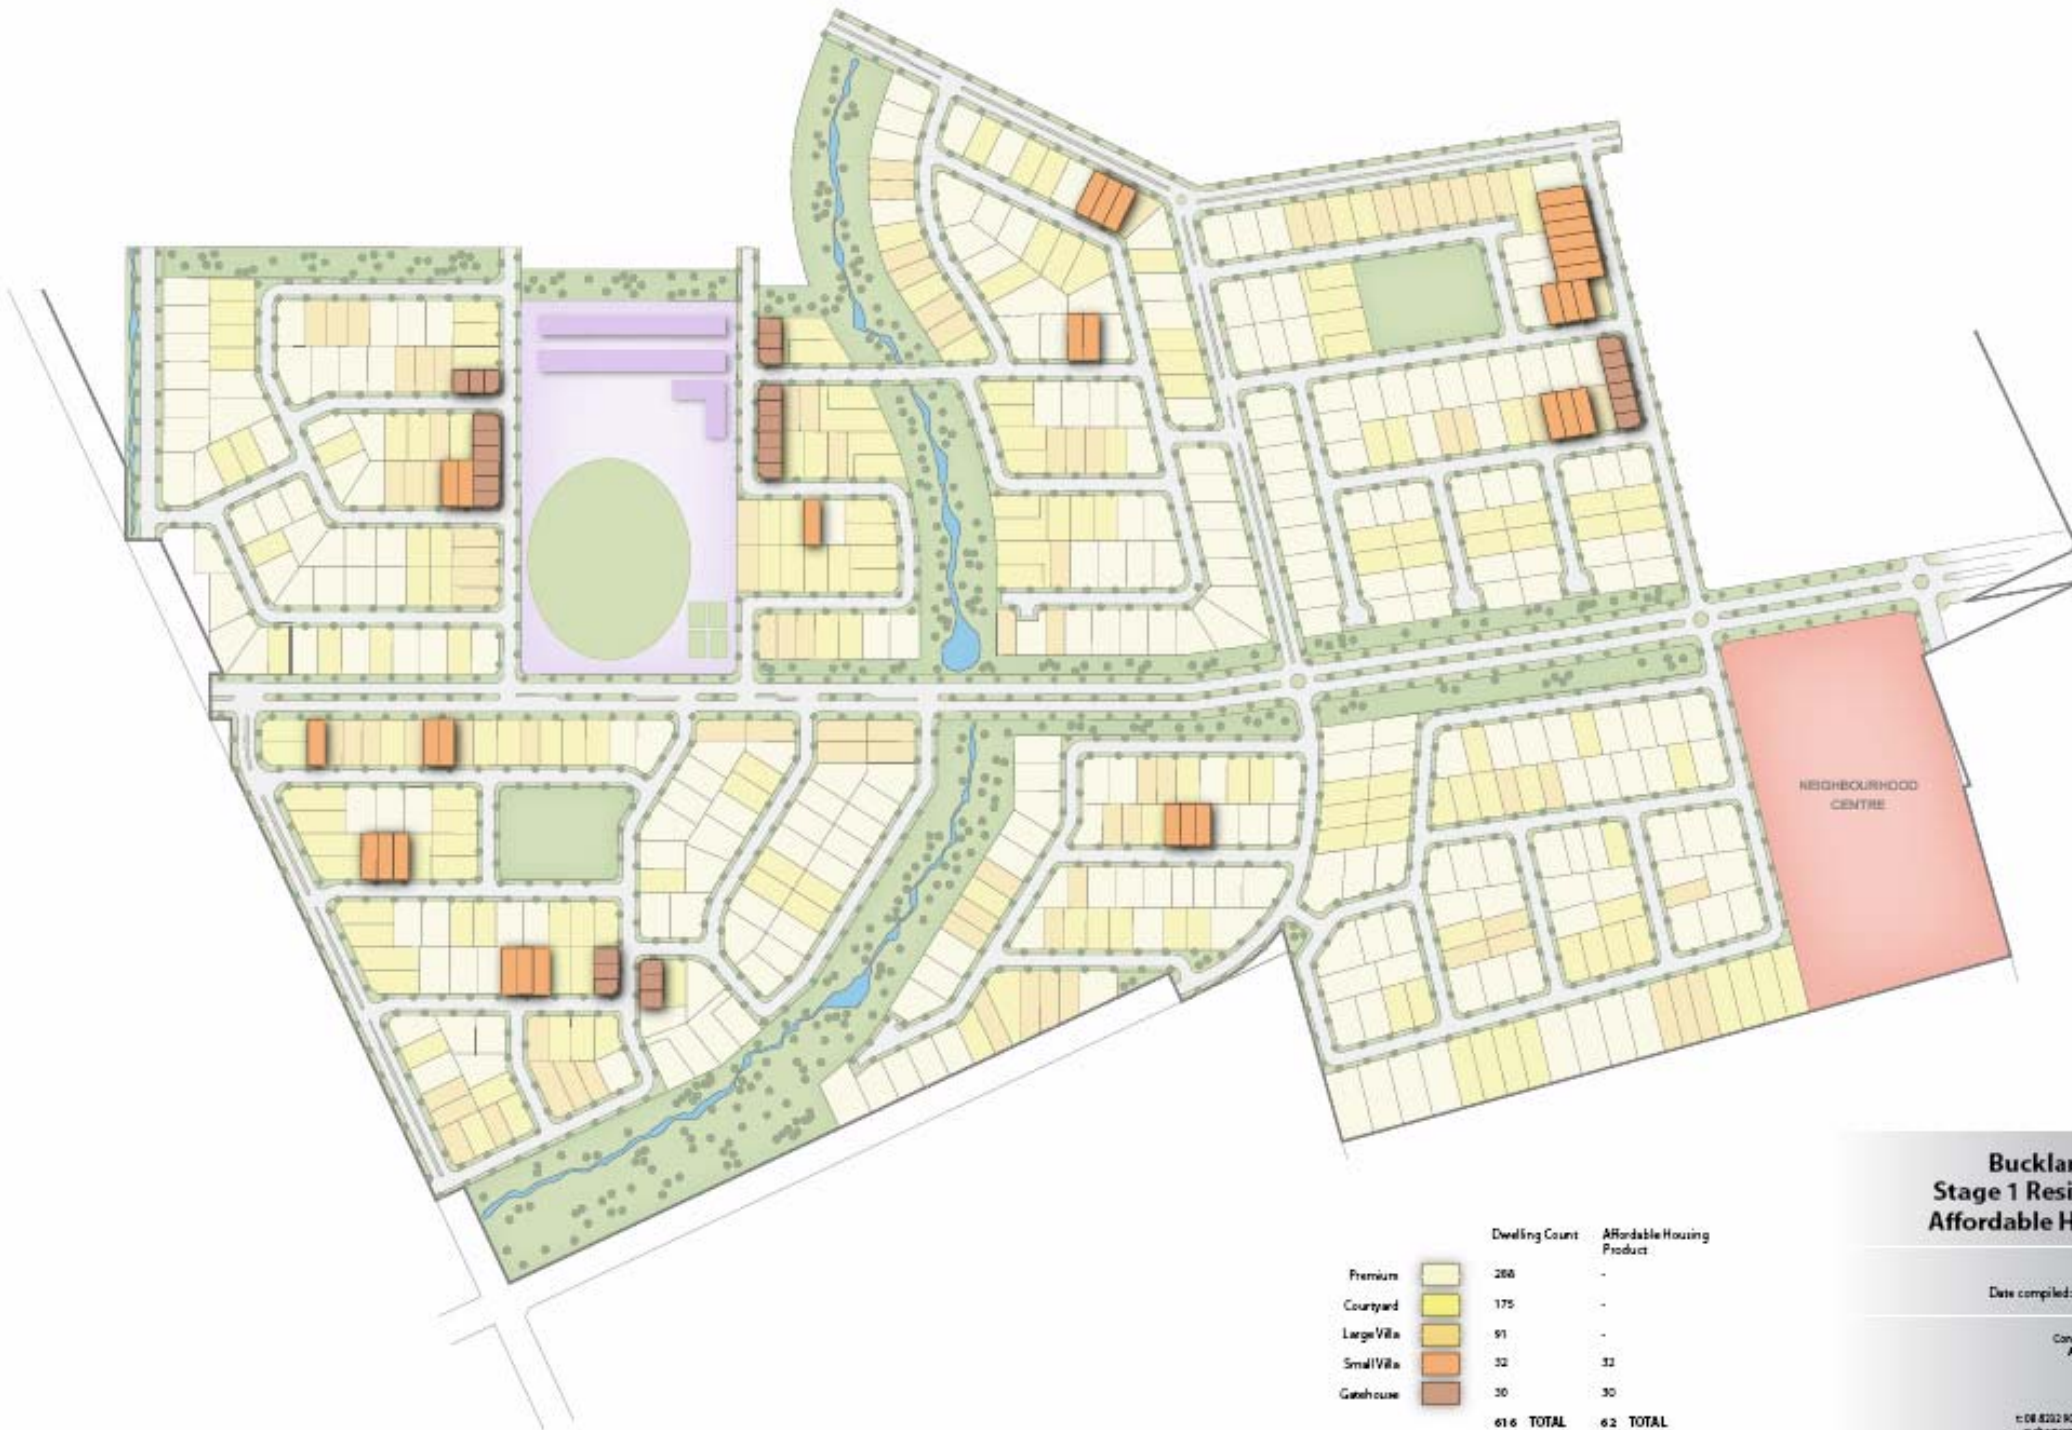 NEIGHBOURHOOD
CENTRE
Bucklan
Stage 1 Resi
Affordable H
Date compiled:
Dwelling Count Affordable Housing
Product
Premium 288 -
Courtyard 175 -
Large Villa 91 -
Small Villa 32 32
Gatehouse 30 30
616 TOTAL 62 TOTAL